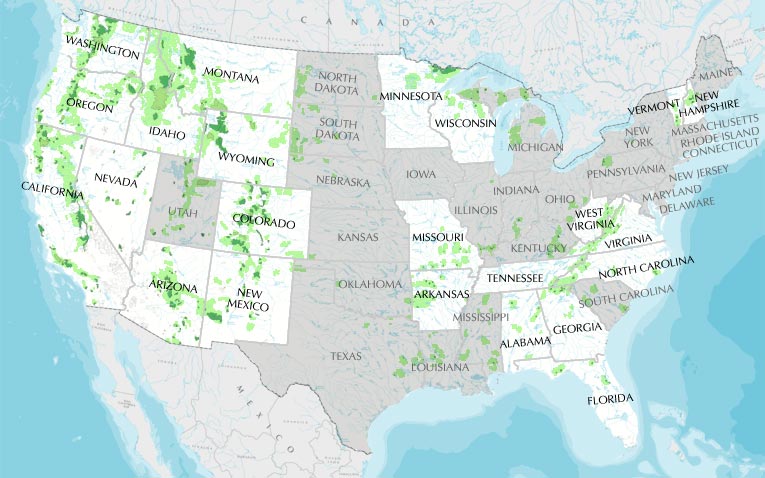 CANADA
WASHINGTON
MONTANA
NORTH
DAKOTA
MINNESOTA
MAINE
OREGON
IDAHO
SOUTH
DAKOTA
WISCONSIN
MICHIGAN
VERMONT
NEW
HAMPSHIRE
NEW
YORK
MASSACHUSETTS
RHODE ISLAND
CONNECTICUT
WYOMING
NEBRASKA
IOWA
PENNSYLVANIA
NEW JERSEY
MARYLAND
DELAWARE
CALIFORNIA
NEVADA
UTAH
COLORADO
KANSAS
MISSOURI
ILLINOIS
INDIANA
OHIO
WEST
VIRGINIA
KENTUCKY
VIRGINIA
ARIZONA
NEW
MEXICO
OKLAHOMA
ARKANSAS
TENNESSEE
NORTH CAROLINA
SOUTH CAROLINA
MISSISSIPPI
ALABAMA
GEORGIA
TEXAS
LOUISIANA
FLORIDA
MEXICO